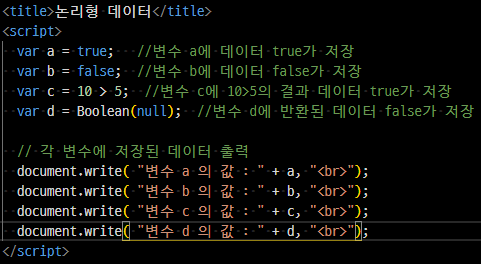 <title>논리형 데이터</title>
<script>
var a = true;  //변수 a에 데이터 true가 저장
var b = false;  //변수 b에 데이터 false가 저장
var c = 10 > 5;  //변수 c에 10>5의 결과 데이터 true가 저장
var d = Boolean(null);  //변수 d에 반환된 데이터 false가 저장
// 각 변수에 저장된 데이터 출력
document.write( "변수 a 의 값 : " + a, "<br>");
document.write( "변수 b 의 값 : " + b, "<br>");
document.write( "변수 c 의 값 : " + c, "<br>");
document.write( "변수 d 의 값 : " + d, "<br>");
</script>